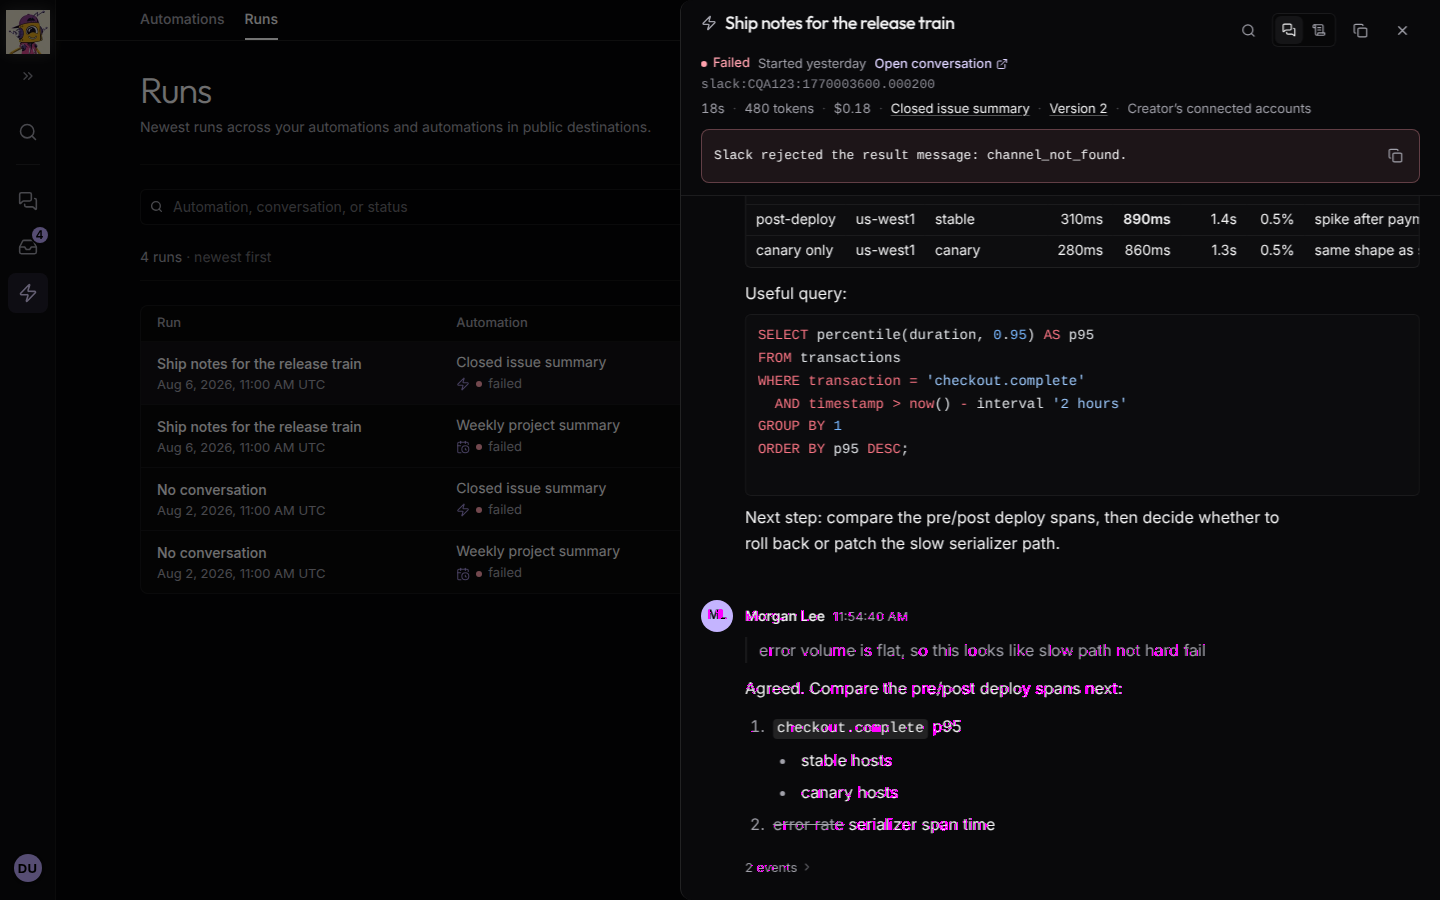 Automations Runs
Runs
Newest runs across your automations and automations in public destinations.
Automation, conversation, or status
4 runs · newest first
Run Automation
Ship notes for the release train Closed issue summary
Aug 6, 2026, 11:00 AM UTC failed
Ship notes for the release train Weekly project summary
Aug 6, 2026, 11:00 AM UTC failed
No conversation Closed issue summary
Aug 2, 2026, 11:00 AM UTC failed
No conversation Weekly project summary
Aug 2, 2026, 11:00 AM UTC failed
4
DU
Ship notes for the release train
Failed Started yesterday Open conversation
slack:CQA123:1770003600.000200
18s · 480 tokens · $0.18 · Closed issue summary · Version 2 · Creator's connected accounts
Slack rejected the result message: channel_not_found.
post-deploy us-west1 stable 310ms 890ms 1.4s 0.5% spike after paym
canary only us-west1 canary 280ms 860ms 1.3s 0.5% same shape as
Useful query:
SELECT percentile(duration, 0.95) AS p95
FROM transactions
WHERE transaction = 'checkout.complete'
AND timestamp > now() - interval '2 hours'
GROUP BY 1
ORDER BY p95 DESC;
Next step: compare the pre/post deploy spans, then decide whether to
roll back or patch the slow serializer path.
ML Morgan Lee 11:54:40 AM
error volume is flat, so this looks like slow path not hard fail
Agreed. Compare the pre/post deploy spans next:
1. checkout.complete p95
• stable hosts
• canary hosts
2. error rate serializer span time
2 events